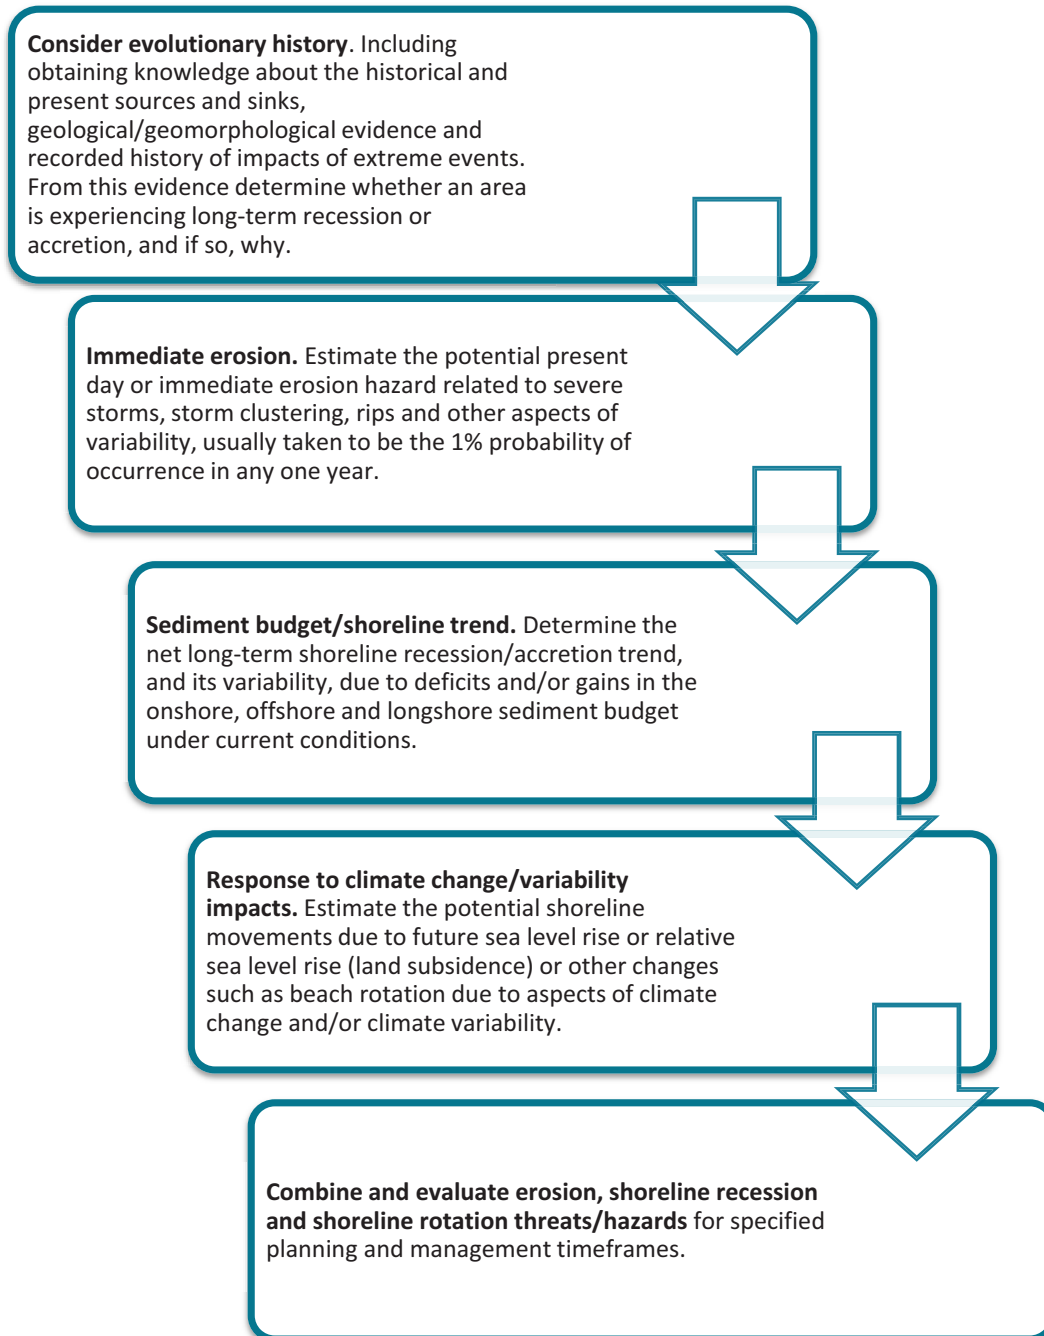 Consider evolutionary history. Including
obtaining knowledge about the historical and
present sources and sinks,
geological/geomorphological evidence and
recorded history of impacts of extreme events.
From this evidence determine whether an area
is experiencing long-term recession or
accretion, and if so, why.
Immediate erosion. Estimate the potential present
day or immediate erosion hazard related to severe
storms, storm clustering, rips and other aspects of
variability, usually taken to be the 1% probability of
occurrence in any one year.
Sediment budget/shoreline trend. Determine the
net long-term shoreline recession/accretion trend,
and its variability, due to deficits and/or gains in the
onshore, offshore and longshore sediment budget
under current conditions.
Response to climate change/variability
impacts. Estimate the potential shoreline
movements due to future sea level rise or relative
sea level rise (land subsidence) or other changes
such as beach rotation due to aspects of climate
change and/or climate variability.
Combine and evaluate erosion, shoreline recession
and shoreline rotation threats/hazards for specified
planning and management timeframes.